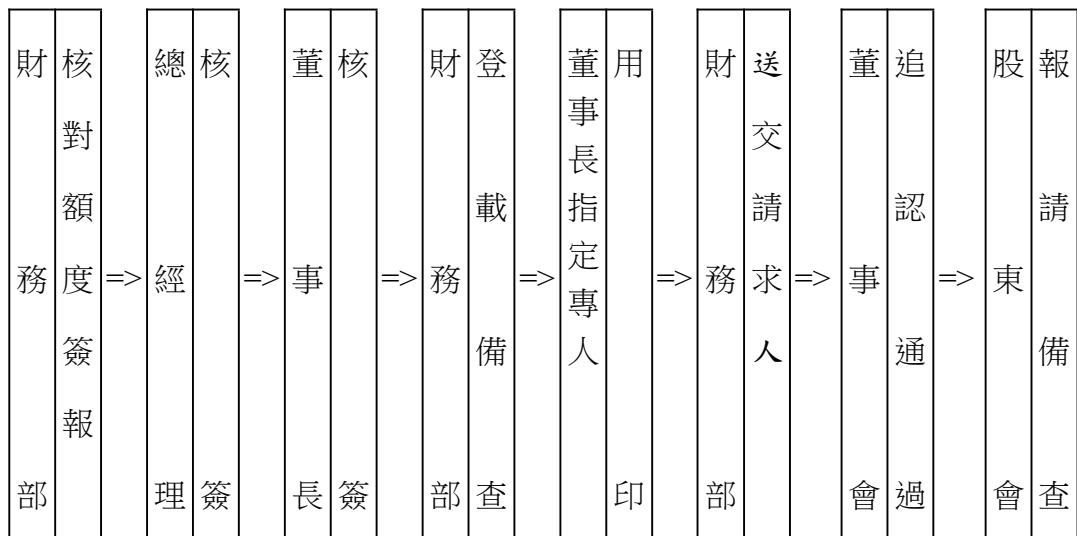 財務部
核對額度簽報
=>
總經理
核簽
=>
董事長
核簽
=>
財務部
登載備查
=>
董事長指定專人
用印
=>
財務部
送交請求人
=>
董事會
追認通過
=>
股東會
報請備查